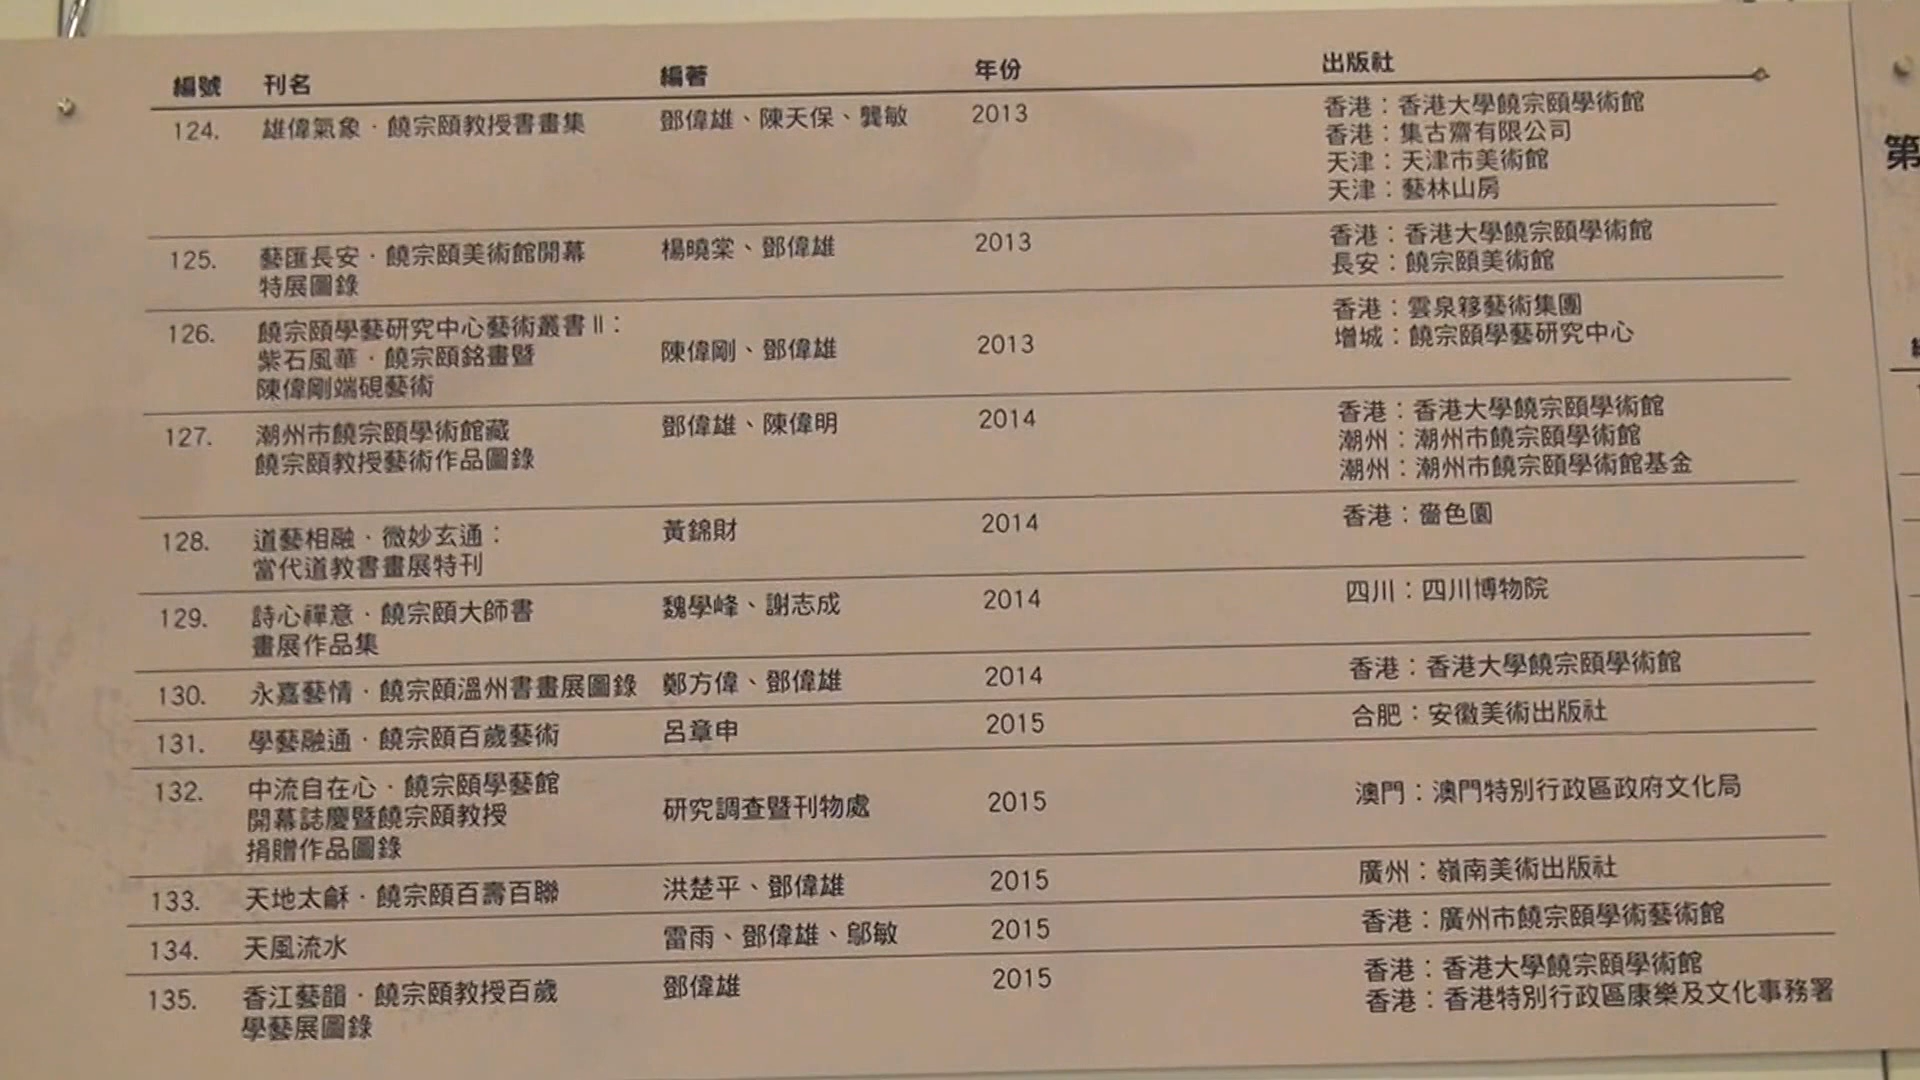 編號 刊名 編著 年份 出版社
124. 雄偉氣象·饒宗頤教授書畫集 鄧偉雄、陳天保、龔敏 2013 香港：香港大學饒宗頤學術館
香港：集古齋有限公司
天津：天津市美術館
天津：藝林山房
125. 藝匯長安·饒宗頤美術館開幕 楊曉棠、鄧偉雄 2013 香港：香港大學饒宗頤學術館
特展圖錄 長安：饒宗頤美術館
126. 饒宗頤學藝研究中心藝術叢書 II： 香港：雲泉簃藝術集團
紫石風華·饒宗頤銘畫暨 陳偉剛、鄧偉雄 2013 增城：饒宗頤學藝研究中心
陳偉剛端硯藝術
127. 潮州市饒宗頤學術館藏 鄧偉雄、陳偉明 2014 香港：香港大學饒宗頤學術館
饒宗頤教授藝術作品圖錄 潮州：潮州市饒宗頤學術館
潮州：潮州市饒宗頤學術館基金
128. 道藝相融·微妙玄通： 黃錦財 2014 香港：嗇色園
當代道教書畫展特刊
129. 詩心禪意·饒宗頤大師書 魏學峰、謝志成 2014 四川：四川博物院
畫展作品集
130. 永嘉藝情·饒宗頤溫州書畫展圖錄 鄭方偉、鄧偉雄 2014 香港：香港大學饒宗頤學術館
131. 學藝融通·饒宗頤百歲藝術 呂章申 2015 合肥：安徽美術出版社
132. 中流自在心·饒宗頤學藝館
開幕誌慶暨饒宗頤教授 研究調查暨刊物處 2015 澳門：澳門特別行政區政府文化局
捐贈作品圖錄
133. 天地太龢·饒宗頤百壽百聯 洪楚平、鄧偉雄 2015 廣州：嶺南美術出版社
134. 天風流水 雷雨、鄧偉雄、鄔敏 2015 香港：廣州市饒宗頤學術藝術館
135. 香江藝韻·饒宗頤教授百歲 鄧偉雄 2015 香港：香港大學饒宗頤學術館
學藝展圖錄 香港：香港特別行政區康樂及文化事務署
第